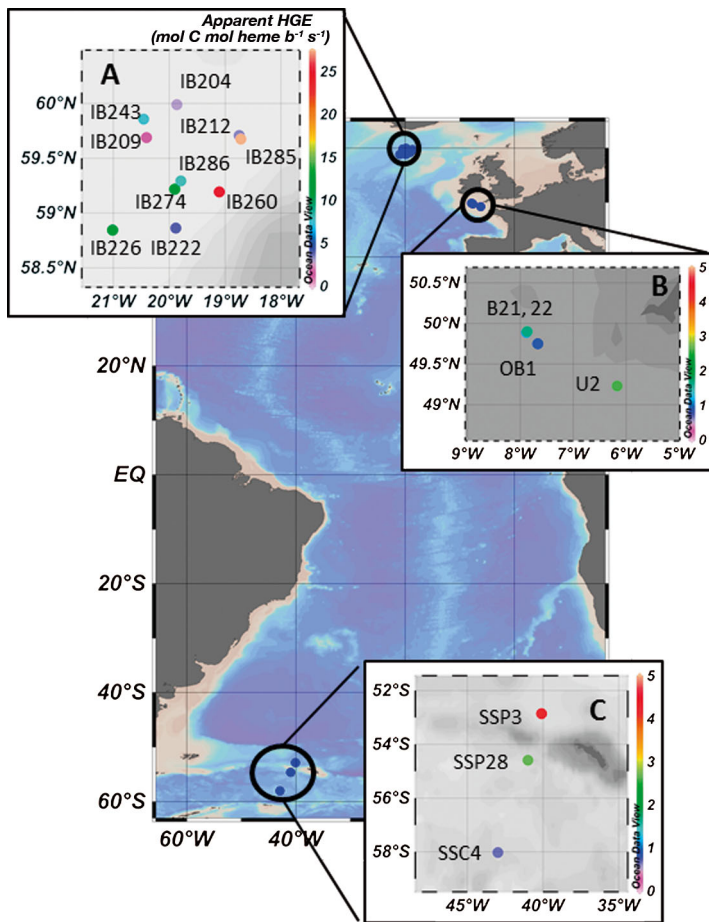 Apparent HGE
(mol C mol heme b⁻¹ s⁻¹)
A
60°N
59.5°N
59°N
58.5°N
21°W 20°W 19°W 18°W
IB204
IB243
IB212
IB209
IB286
IB285
IB274
IB260
IB226
IB222
25
20
15
10
5
0
Ocean Data View
20°N
EQ
20°S
40°S
60°S
60°W 40°W
B
50.5°N
50°N
49.5°N
49°N
9°W 8°W 7°W 6°W 5°W
B21, 22
OB1
U2
5
4
3
2
1
0
Ocean Data View
C
52°S
54°S
56°S
58°S
45°W 40°W 35°W
SSP3
SSP28
SSC4
5
4
3
2
1
0
Ocean Data View